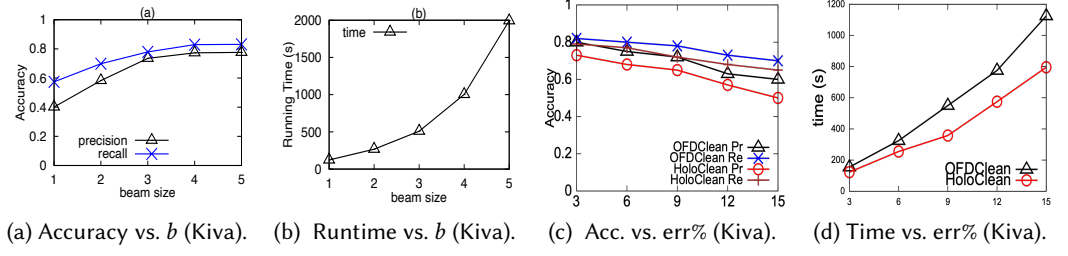 (a)
Accuracy
1
0.8
0.6
0.4
0.2
0
precision
recall
1 2 3 4 5
beam size
(b)
Running Time (s)
2000
1500
1000
500
0
time
1 2 3 4 5
beam size
Accuracy
1
0.8
0.6
0.4
0.2
0
OFDClean Pr
OFDClean Re
HoloClean Pr
HoloClean Re
3 6 9 12 15
time (s)
1200
1000
800
600
400
200
0
OFDClean
HoloClean
3 6 9 12 15
(a) Accuracy vs. b (Kiva).
(b) Runtime vs. b (Kiva).
(c) Acc. vs. err% (Kiva).
(d) Time vs. err% (Kiva).